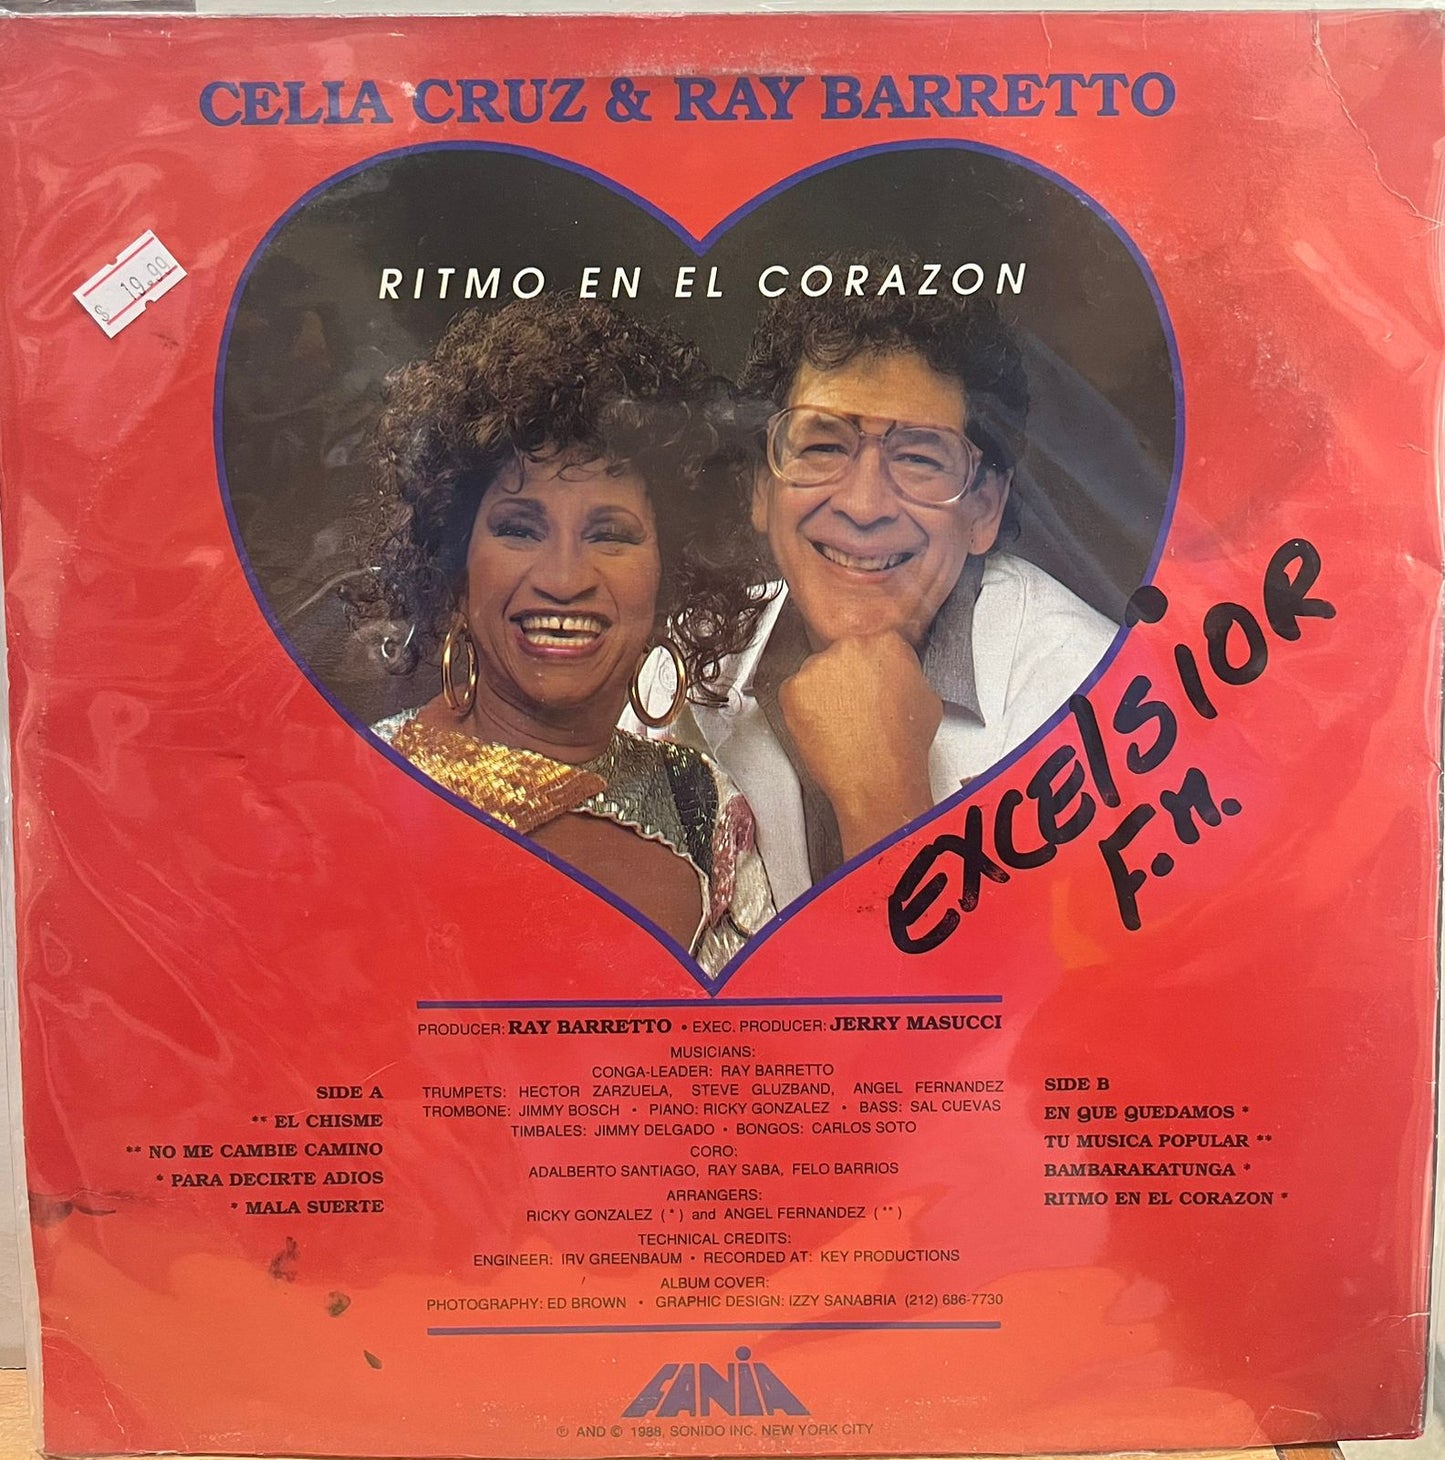 CELIA CRUZ & RAY BARRETTO
RITMO EN EL CORAZON
$ 19.99
EXCELSIOR
F.M.
PRODUCER: RAY BARRETTO • EXEC. PRODUCER: JERRY MASUCCI
MUSICIANS:
CONGA-LEADER: RAY BARRETTO
TRUMPETS: HECTOR ZARZUELA, STEVE GLUZBAND, ANGEL FERNANDEZ
TROMBONE: JIMMY BOSCH • PIANO: RICKY GONZALEZ • BASS: SAL CUEVAS
TIMBALES: JIMMY DELGADO • BONGOS: CARLOS SOTO
CORO:
ADALBERTO SANTIAGO, RAY SABA, FELO BARRIOS
ARRANGERS:
RICKY GONZALEZ (*) and ANGEL FERNANDEZ (**)
TECHNICAL CREDITS:
ENGINEER: IRV GREENBAUM • RECORDED AT: KEY PRODUCTIONS
ALBUM COVER:
PHOTOGRAPHY: ED BROWN • GRAPHIC DESIGN: IZZY SANABRIA (212) 686-7730
SIDE A
** EL CHISME
** NO ME CAMBIE CAMINO
* PARA DECIRTE ADIOS
* MALA SUERTE
SIDE B
EN QUE QUEDAMOS *
TU MUSICA POPULAR **
BAMBARAKATUNGA *
RITMO EN EL CORAZON *
FANIA
℗ AND © 1988, SONIDO INC. NEW YORK CITY